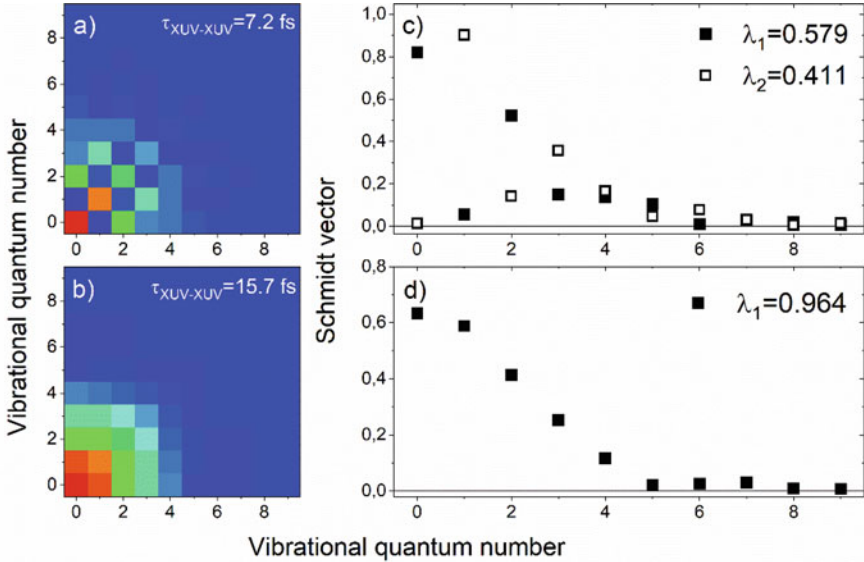 a)
τXUV-XUV=7.2 fs
8
6
4
2
0
0 2 4 6 8
b)
τXUV-XUV=15.7 fs
8
6
4
2
0
0 2 4 6 8
Vibrational quantum number
c)
λ1=0.579
λ2=0.411
1.0
0.8
0.6
0.4
0.2
0.0
0 2 4 6 8
d)
λ1=0.964
0.8
0.6
0.4
0.2
0.0
0 2 4 6 8
Schmidt vector
Vibrational quantum number